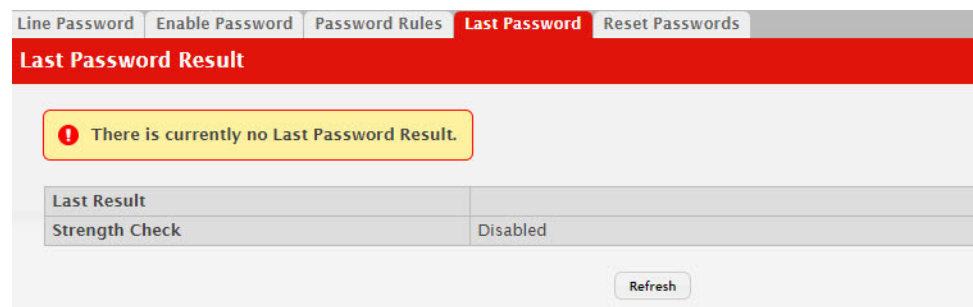 Line Password Enable Password Password Rules Last Password Reset Passwords
Last Password Result
There is currently no Last Password Result.
Last Result
Strength Check Disabled
Refresh